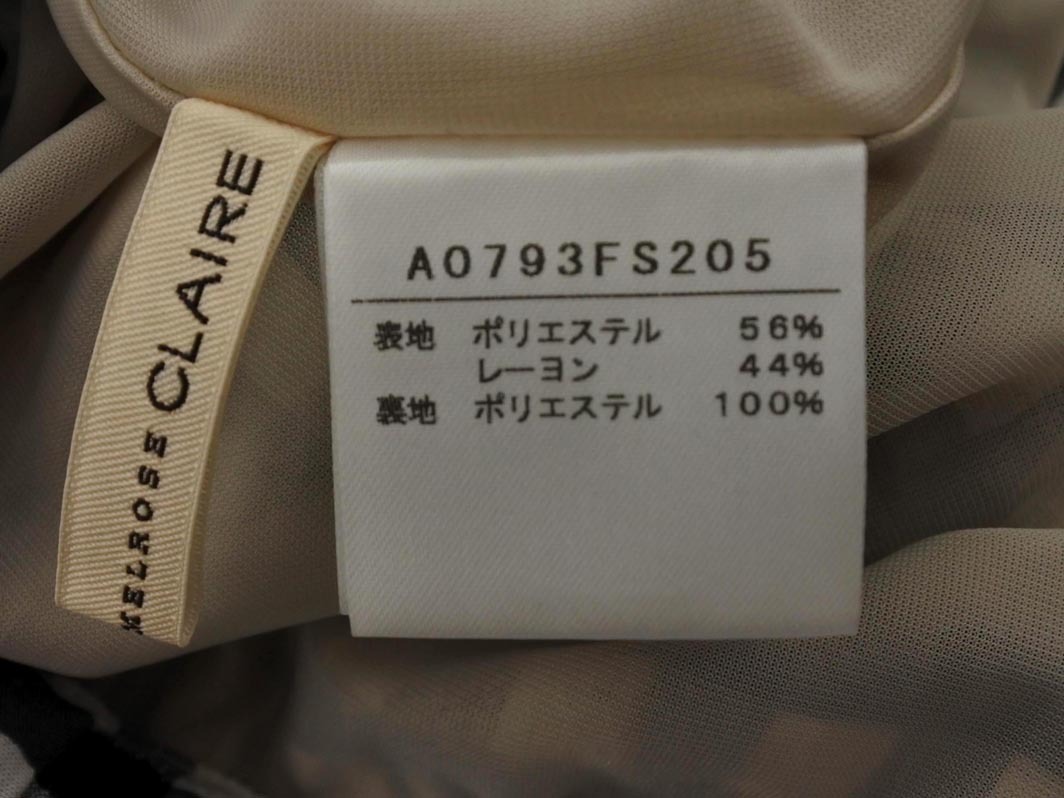 MELROSE CLAIRE
A0793FS205
表地 ポリエステル 56%
レーヨン 44%
裏地 ポリエステル 100%